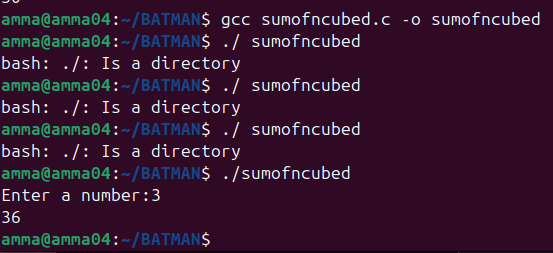 amma@amma04:~/BATMAN$ gcc sumofncubed.c -o sumofncubed
amma@amma04:~/BATMAN$ ./ sumofncubed
bash: ./: Is a directory
amma@amma04:~/BATMAN$ ./ sumofncubed
bash: ./: Is a directory
amma@amma04:~/BATMAN$ ./ sumofncubed
bash: ./: Is a directory
amma@amma04:~/BATMAN$ ./sumofncubed
Enter a number:3
36
amma@amma04:~/BATMAN$